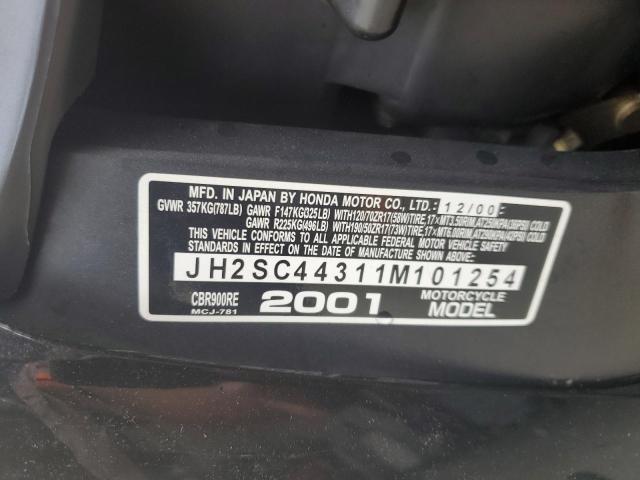 MFD. IN JAPAN BY HONDA MOTOR CO., LTD. 12/00
GVWR 357KG(787LB) GAWR F147KG(325LB) WITH120/70ZR17(58W)TIRE,17×MT3.50RIM,AT250KPA(36PSI) COLD
GAWR R225KG(496LB) WITH190/50ZR17(73W)TIRE,17×MT6.00RIM,AT290KPA(42PSI) COLD
THIS VEHICLE CONFORMS TO ALL APPLICABLE FEDERAL MOTOR VEHICLE SAFETY
STANDARDS IN EFFECT ON THE DATE OF MANUFACTURE SHOWN ABOVE.
JH2SC44311M101254
CBR900RE 2001 MOTORCYCLE
MCJ-781 MODEL